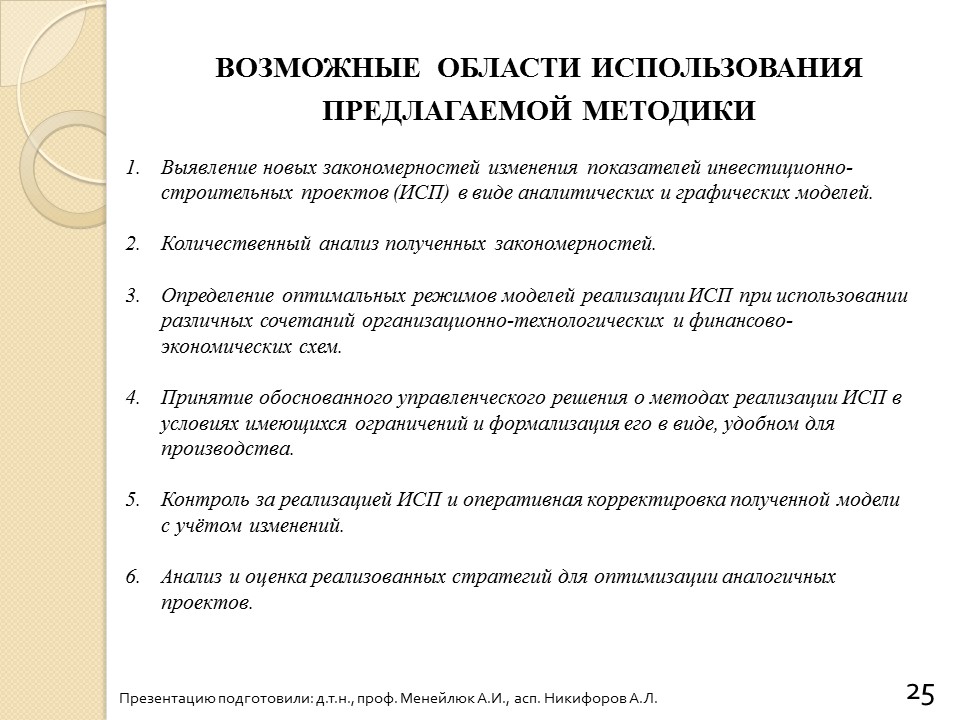 ВОЗМОЖНЫЕ ОБЛАСТИ ИСПОЛЬЗОВАНИЯ
ПРЕДЛАГАЕМОЙ МЕТОДИКИ
1. Выявление новых закономерностей изменения показателей инвестиционно-
строительных проектов (ИСП) в виде аналитических и графических моделей.
2. Количественный анализ полученных закономерностей.
3. Определение оптимальных режимов моделей реализации ИСП при использовании
различных сочетаний организационно-технологических и финансово-
экономических схем.
4. Принятие обоснованного управленческого решения о методах реализации ИСП в
условиях имеющихся ограничений и формализация его в виде, удобном для
производства.
5. Контроль за реализацией ИСП и оперативная корректировка полученной модели
с учётом изменений.
6. Анализ и оценка реализованных стратегий для оптимизации аналогичных
проектов.
Презентацию подготовили: д.т.н., проф. Менейлюк А.И., асп. Никифоров А.Л.
25